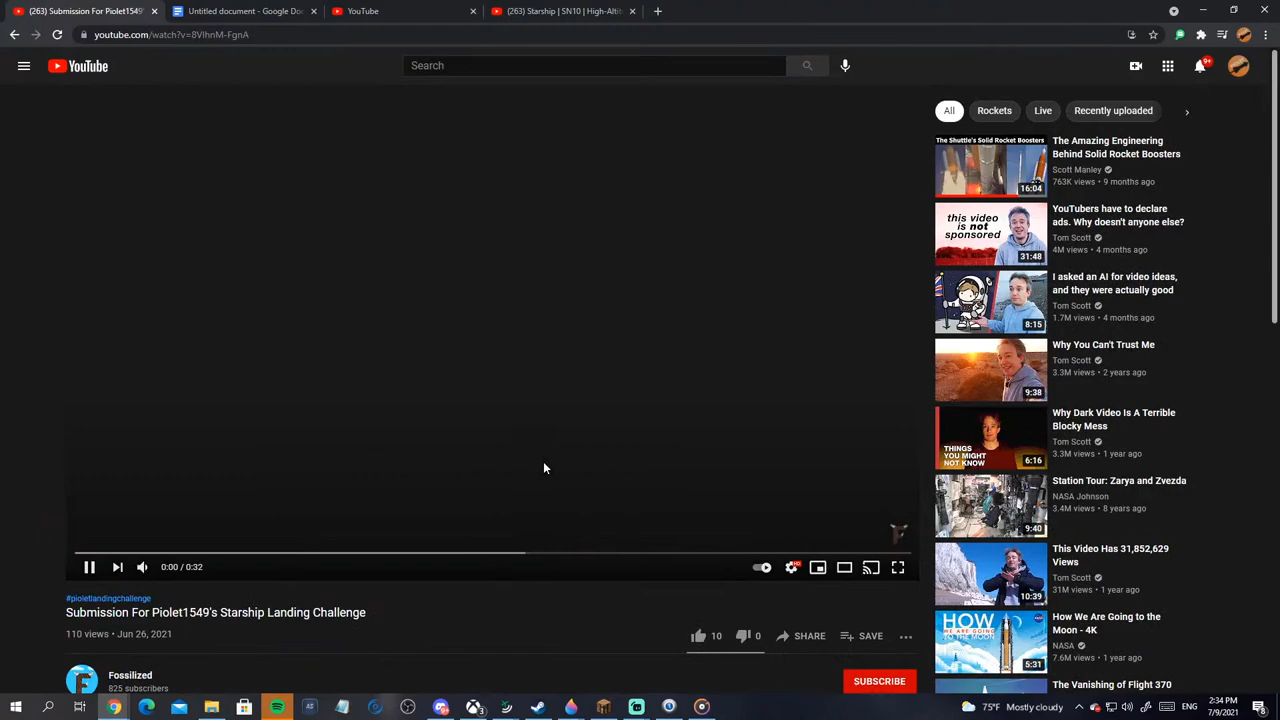 (263) Submission For Piolet1549'
Untitled document - Google Do
YouTube
(263) Starship | SN10 | High-Altit
youtube.com/watch?v=8VIhnM-FgnA
YouTube
Search
9+
All
Rockets
Live
Recently uploaded
The Shuttle's Solid Rocket Boosters
16:04
The Amazing Engineering
Behind Solid Rocket Boosters
Scott Manley
763K views • 9 months ago
this video
is not
sponsored
31:48
YouTubers have to declare
ads. Why doesn't anyone else?
Tom Scott
4M views • 4 months ago
8:15
I asked an AI for video ideas,
and they were actually good
Tom Scott
1.7M views • 4 months ago
9:38
Why You Can't Trust Me
Tom Scott
3.3M views • 2 years ago
THINGS
YOU MIGHT
NOT KNOW
6:16
Why Dark Video Is A Terrible
Blocky Mess
Tom Scott
3.3M views • 1 year ago
9:40
Station Tour: Zarya and Zvezda
NASA Johnson
3.4M views • 8 years ago
10:39
This Video Has 31,852,629
Views
Tom Scott
31M views • 1 year ago
HOW
WE ARE GOING
TO THE
MOON
5:31
How We Are Going to the
Moon - 4K
NASA
7.6M views • 1 year ago
The Vanishing of Flight 370
0:00 / 0:32
HD
#pioletlandingchallenge
Submission For Piolet1549's Starship Landing Challenge
110 views • Jun 26, 2021
10
0
SHARE
SAVE
Fossilized
825 subscribers
SUBSCRIBE
75°F Mostly cloudy
ENG
2:34 PM
7/9/2021